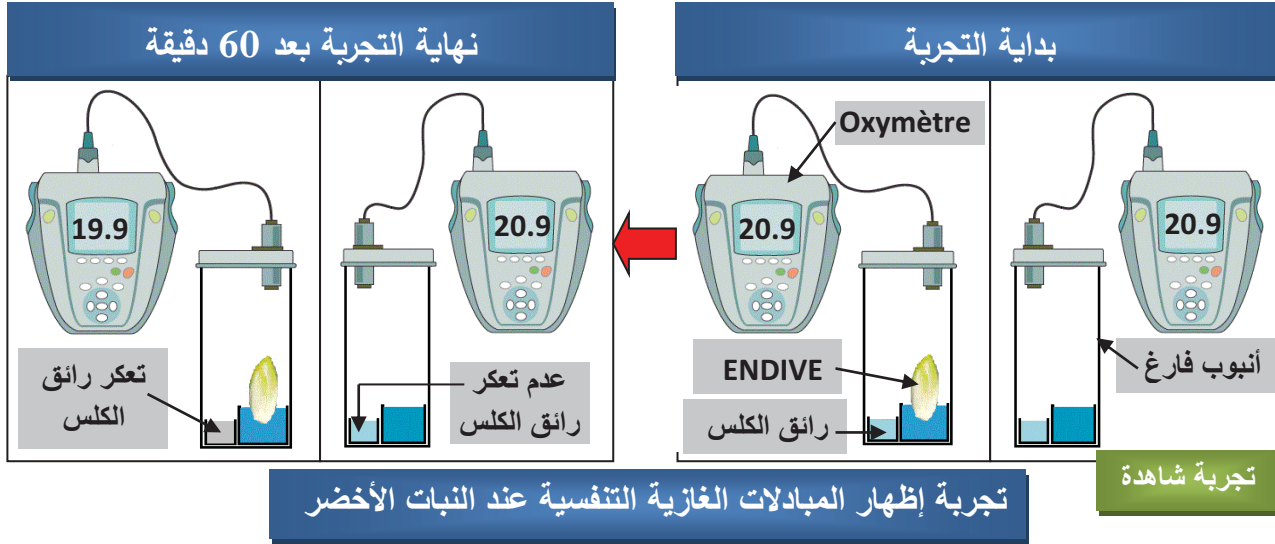 بداية التجربة
نهاية التجربة بعد 60 دقيقة
Oxymètre
20.9
20.9
20.9
19.9
أنبوب فارغ
ENDIVE
رائق الكلس
عدم تعكر
رائق الكلس
تعكر رائق
الكلس
تجربة شاهدة
تجربة إظهار المبادلات الغازية التنفسية عند النبات الأخضر